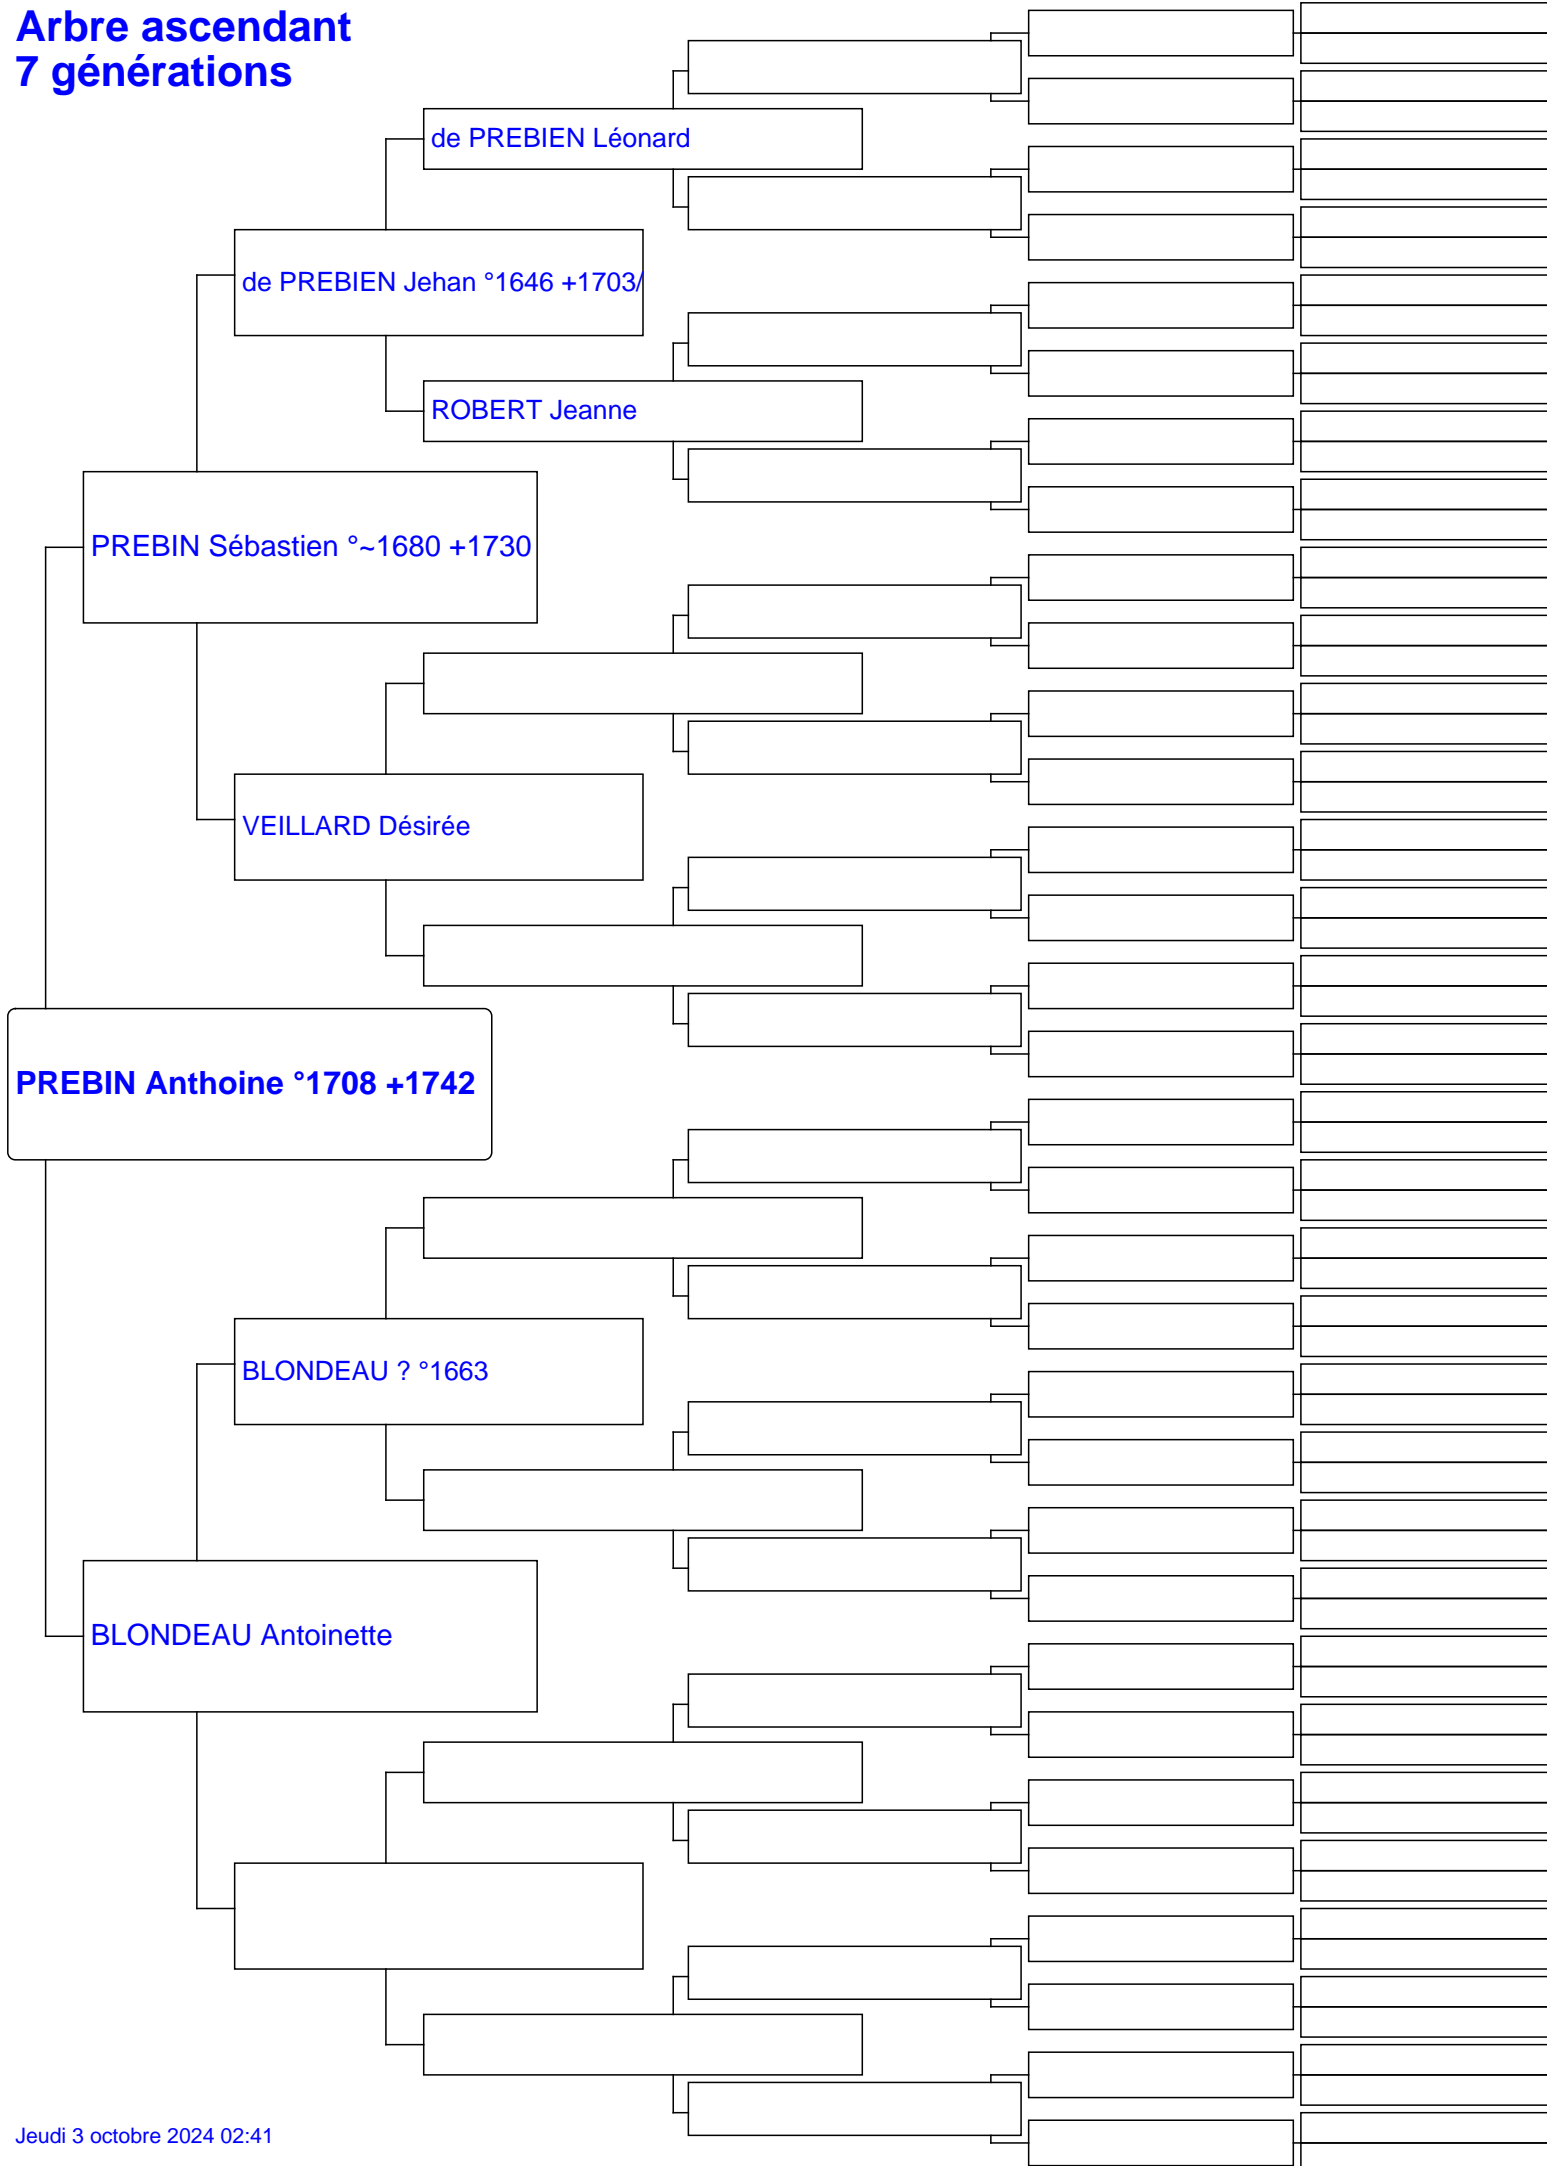 Arbre ascendant
7 générations
de PREBIEN Léonard
de PREBIEN Jehan °1646 +1703/
ROBERT Jeanne
PREBIN Sébastien °~1680 +1730
VEILLARD Désirée
PREBIN Anthoine °1708 +1742
BLONDEAU ? °1663
BLONDEAU Antoinette
Jeudi 3 octobre 2024 02:41